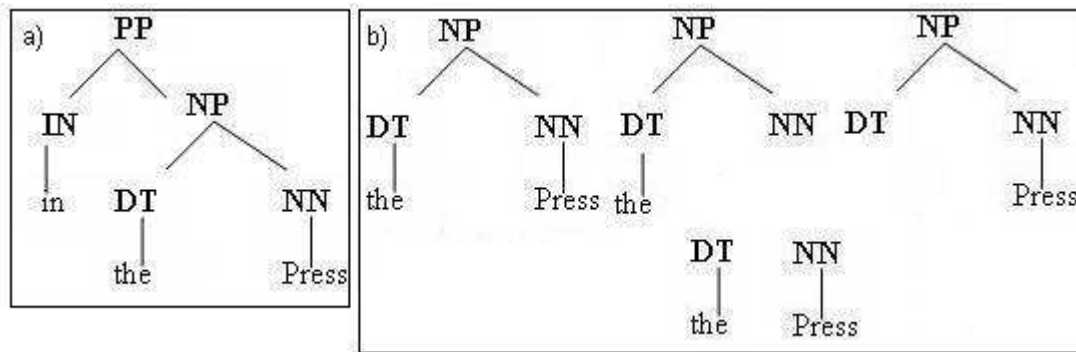 a)
PP
IN
NP
in
DT
NN
the
Press
b)
NP
NP
NP
DT
NN
DT
NN
DT
NN
the
Press
the
Press
DT
NN
the
Press